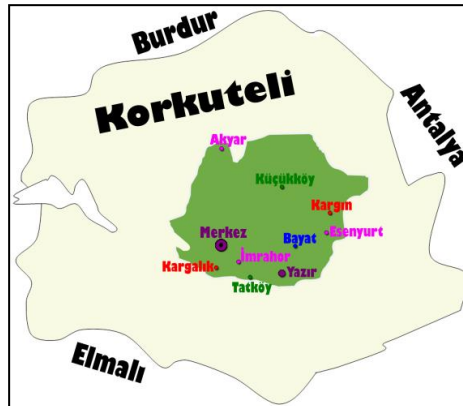 Burdur
Korkuteli
Antalya
Akyar
Küçükköy
Kargın
Esenyurt
Merkez
Bayat
İmrahor
Kargalık
Yazır
Tatköy
Elmalı